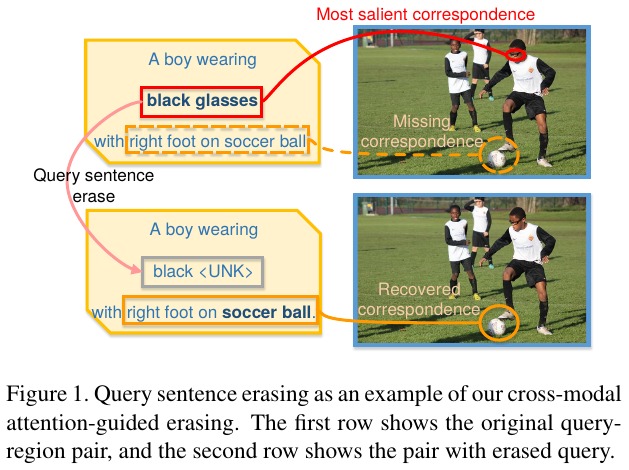 Most salient correspondence
A boy wearing
black glasses
with right foot on soccer ball.
Missing
correspondence
Query sentence
erase
A boy wearing
black <UNK>
with right foot on soccer ball.
Recovered
correspondence
Figure 1. Query sentence erasing as an example of our cross-modal
attention-guided erasing. The first row shows the original query-
region pair, and the second row shows the pair with erased query.